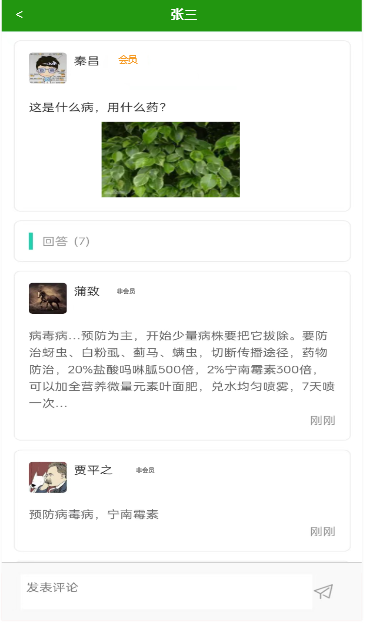 <
张三
秦昌 会员
这是什么病，用什么药？
回答 (7)
蒲致 非会员
病毒病...预防为主，开始少量病株要把它拔除。要防
治蚜虫、白粉虱、蓟马、螨虫，切断传播途径，药物
防治，20%盐酸吗啉胍500倍，2%宁南霉素300倍，
可以加全营养微量元素叶面肥，兑水均匀喷雾，7天喷
一次...
刚刚
贾平之 非会员
预防病毒病，宁南霉素
刚刚
发表评论